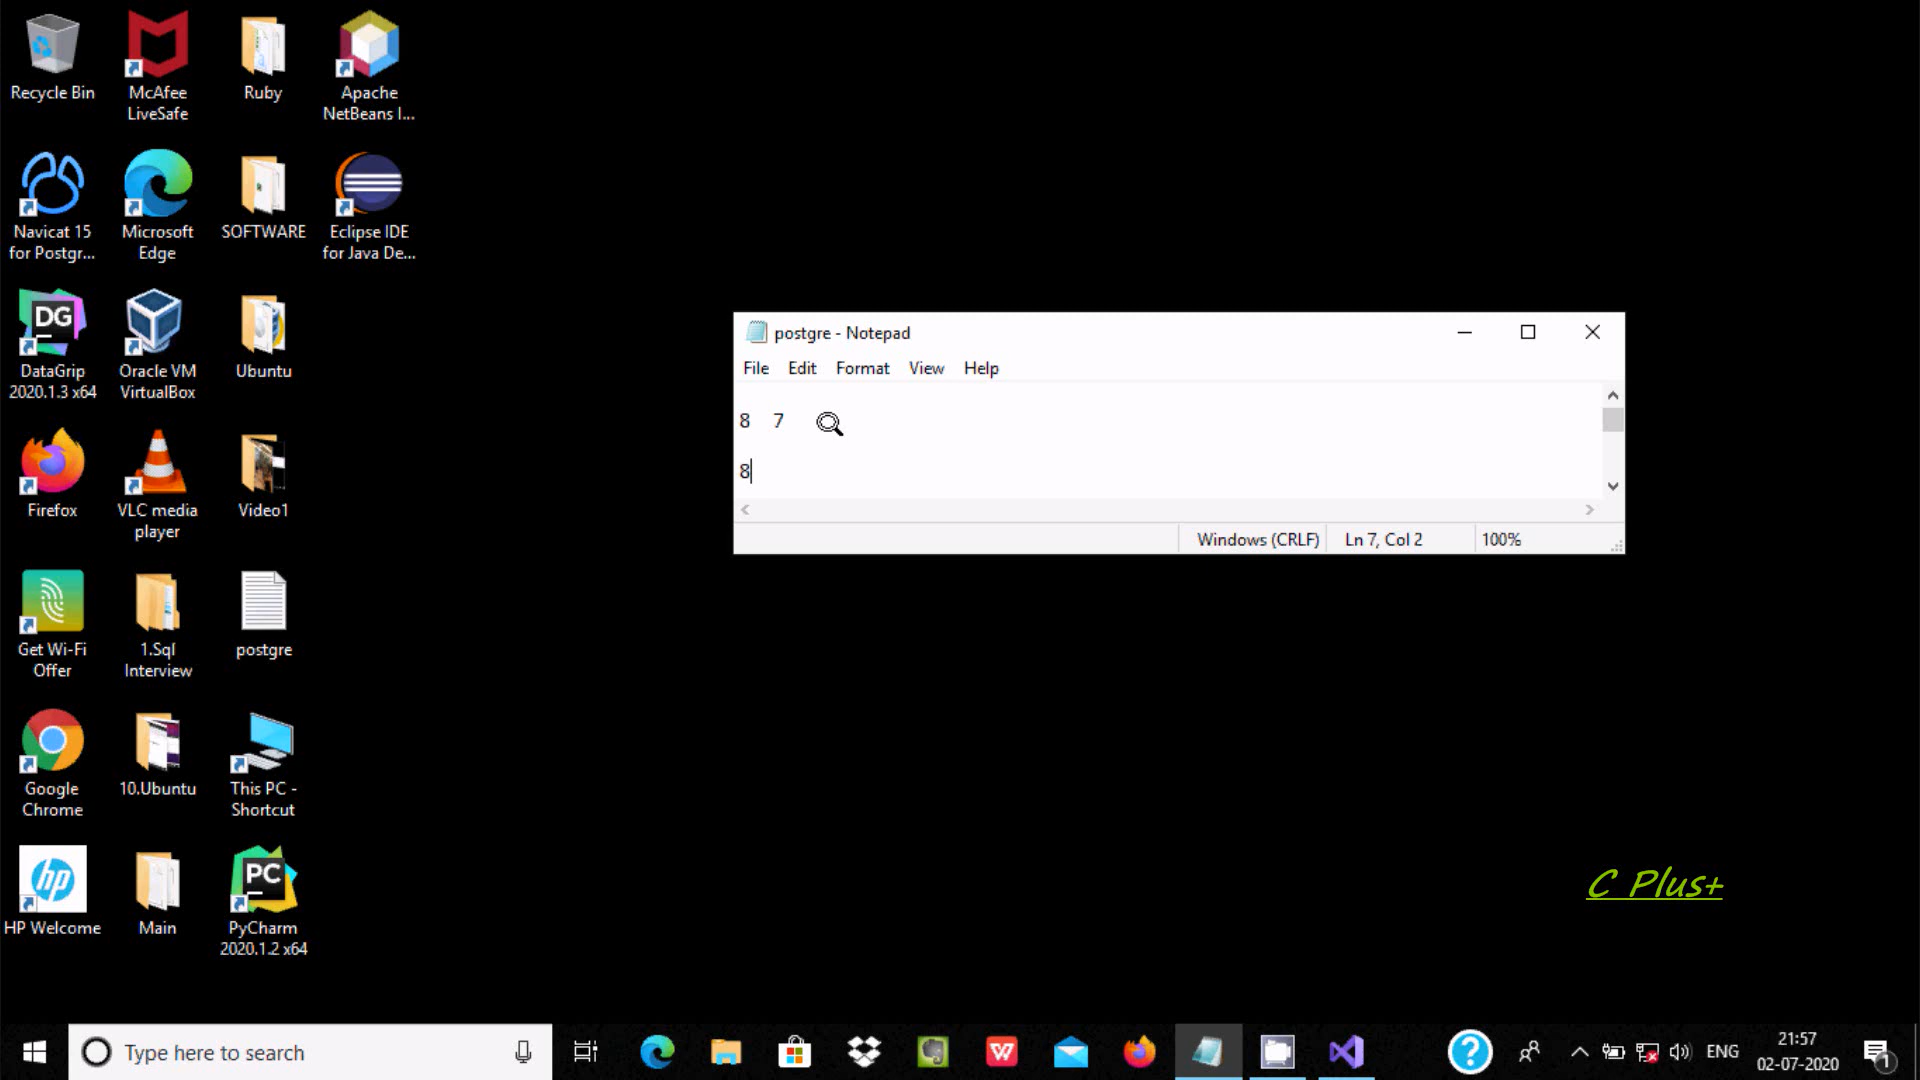 Recycle Bin
McAfee
LiveSafe
Ruby
Apache
NetBeans I...
Navicat 15
for Postgr...
Microsoft
Edge
SOFTWARE
Eclipse IDE
for Java De...
DG
DataGrip
2020.1.3 x64
Oracle VM
VirtualBox
Ubuntu
Firefox
VLC media
player
Video1
Get Wi-Fi
Offer
1.Sql
Interview
postgre
Google
Chrome
10.Ubuntu
This PC -
Shortcut
hp
HP Welcome
Main
PC
PyCharm
2020.1.2 x64
postgre - Notepad
File Edit Format View Help
8 7
8
Windows (CRLF) Ln 7, Col 2 100%
C Plus+
Type here to search
W
?
ENG
21:57
02-07-2020
1